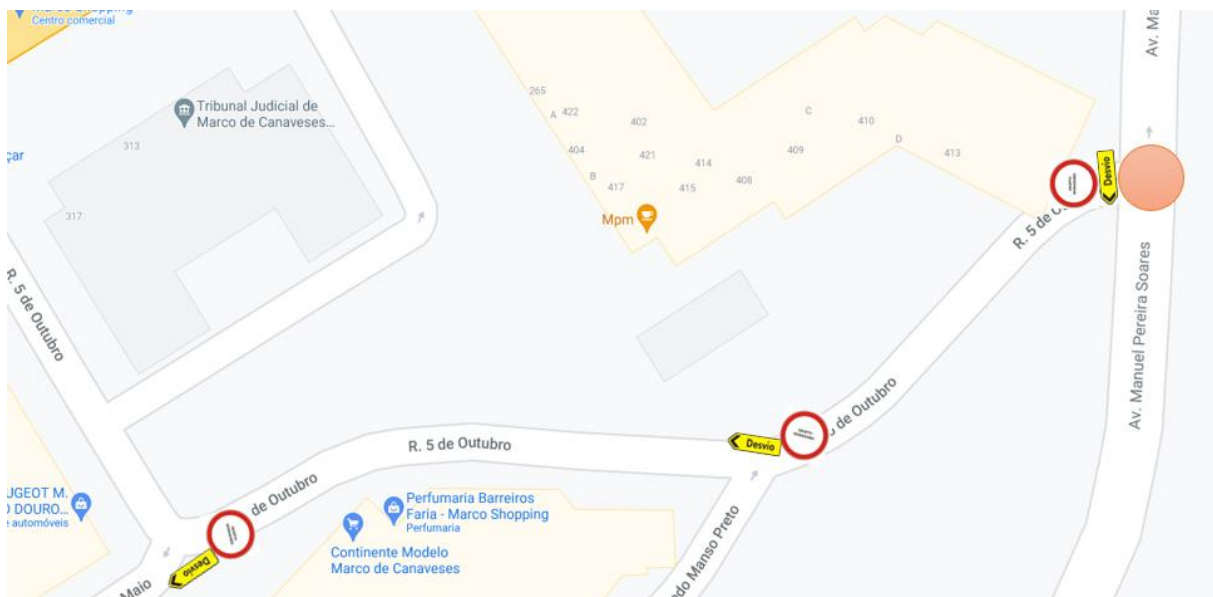 Centro comercial
Tribunal Judicial de
Marco de Canaveses...
313
317
çar
265
A
422
402
404
421
414
B
417
415
408
409
C
410
D
413
Mpm
Av. Ma
Desvio
R. 5 de O
Av. Manuel Pereira Soares
R. 5 de Outubro
R. 5 de Outubro
Desvio
5 de Outubro
de Outubro
Desvio
Maio
UGEOT M.
O DOURO...
e automóveis
Perfumaria Barreiros
Faria - Marco Shopping
Perfumaria
Continente Modelo
Marco de Canaveses
edo Manso Preto